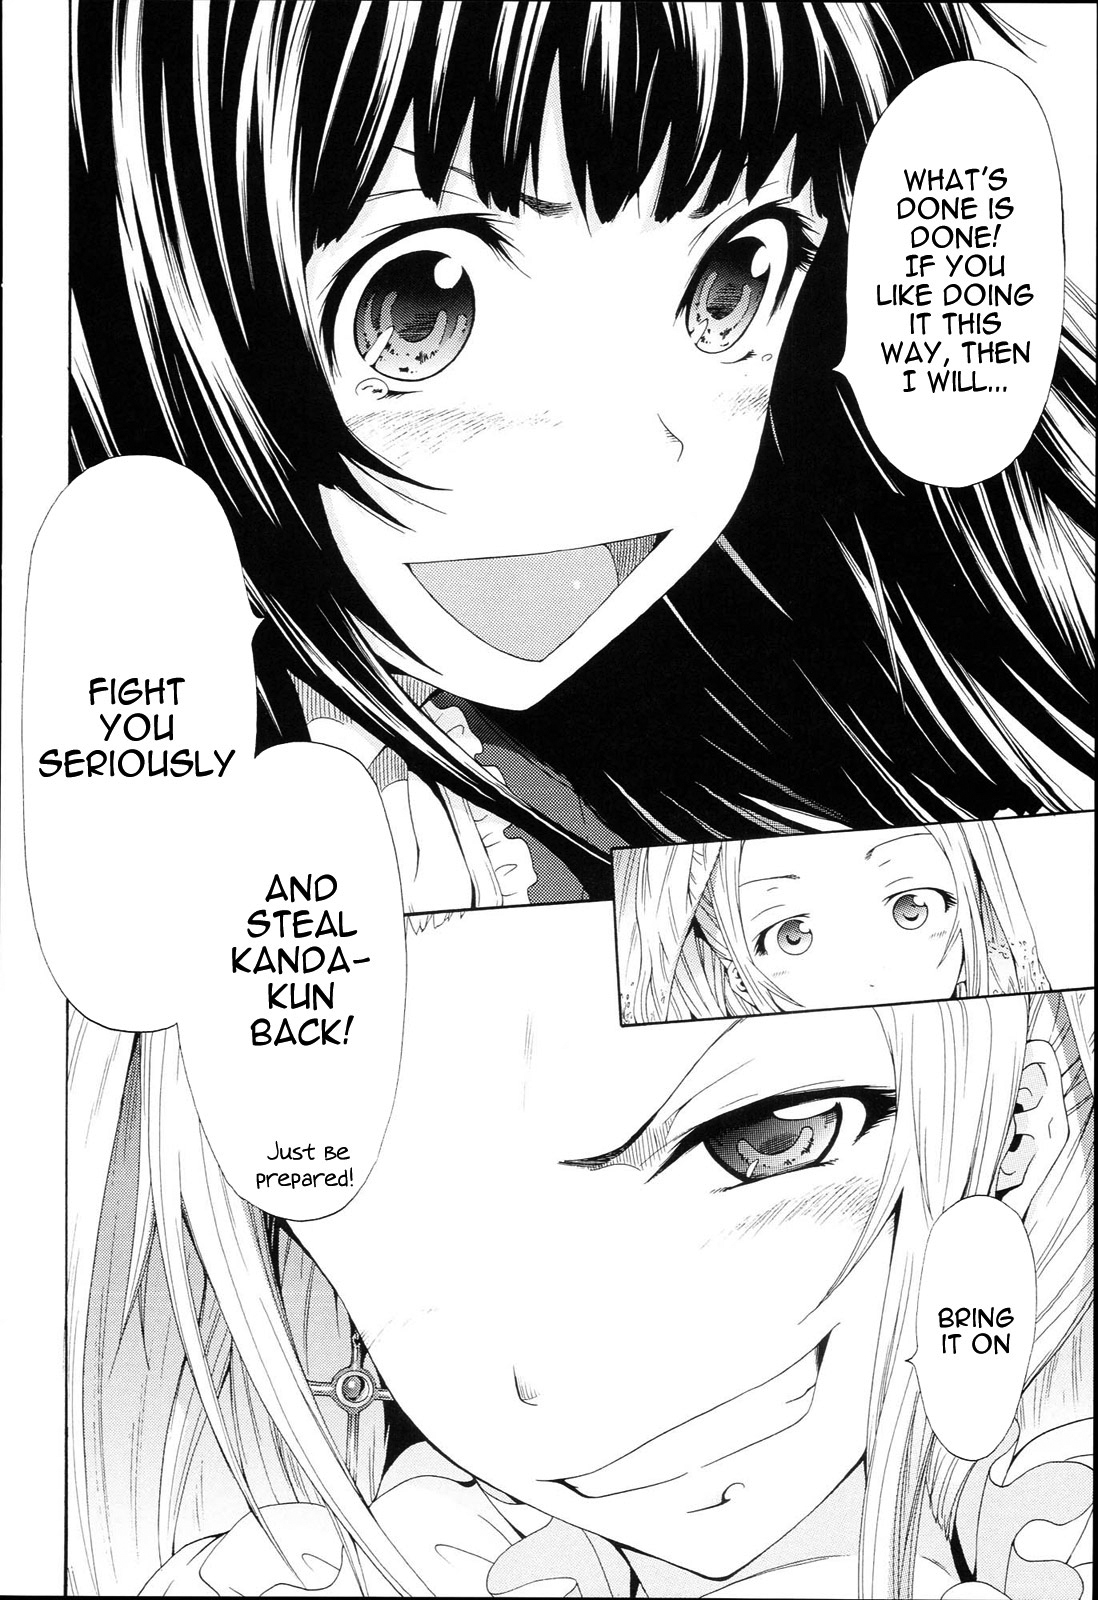 WHAT'S
DONE IS
DONE!
IF YOU
LIKE DOING
IT THIS
WAY, THEN
I WILL...
FIGHT
YOU
SERIOUSLY
AND
STEAL
KANDA-
KUN
BACK!
Just Be
prepared!
BRING
IT ON